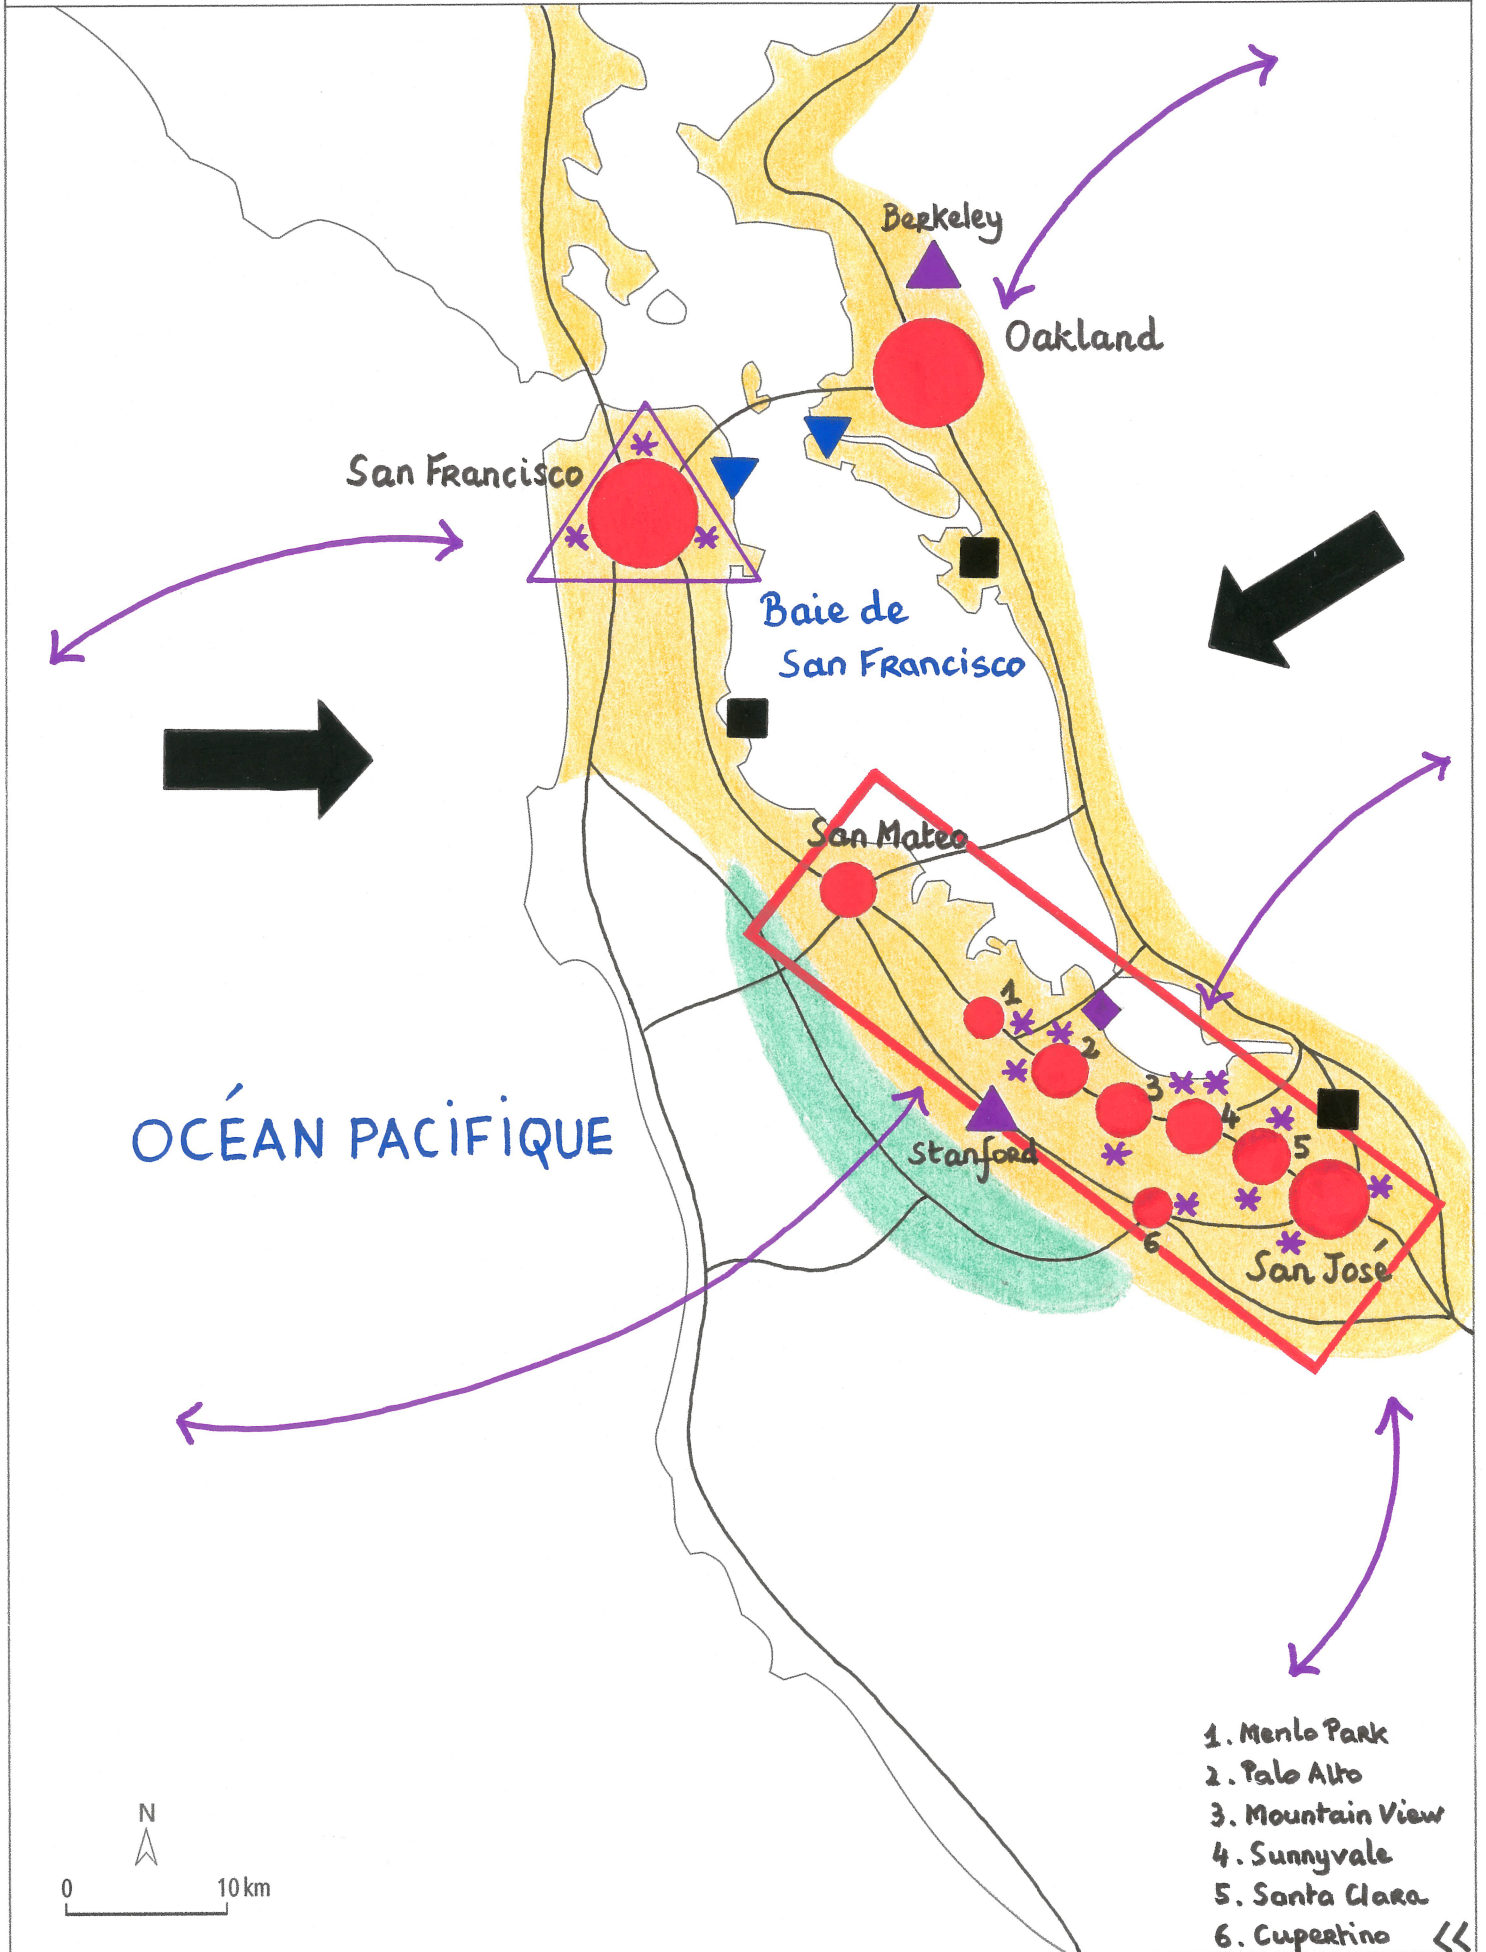 Berkeley
Oakland
San Francisco
Baie de
San Francisco
San Mateo
1
2
3
4
5
Stanford
6
San José
OCÉAN PACIFIQUE
1. Menlo Park
2. Palo Alto
3. Mountain View
4. Sunnyvale
5. Santa Clara
6. Cupertino <<
N
0 10 km